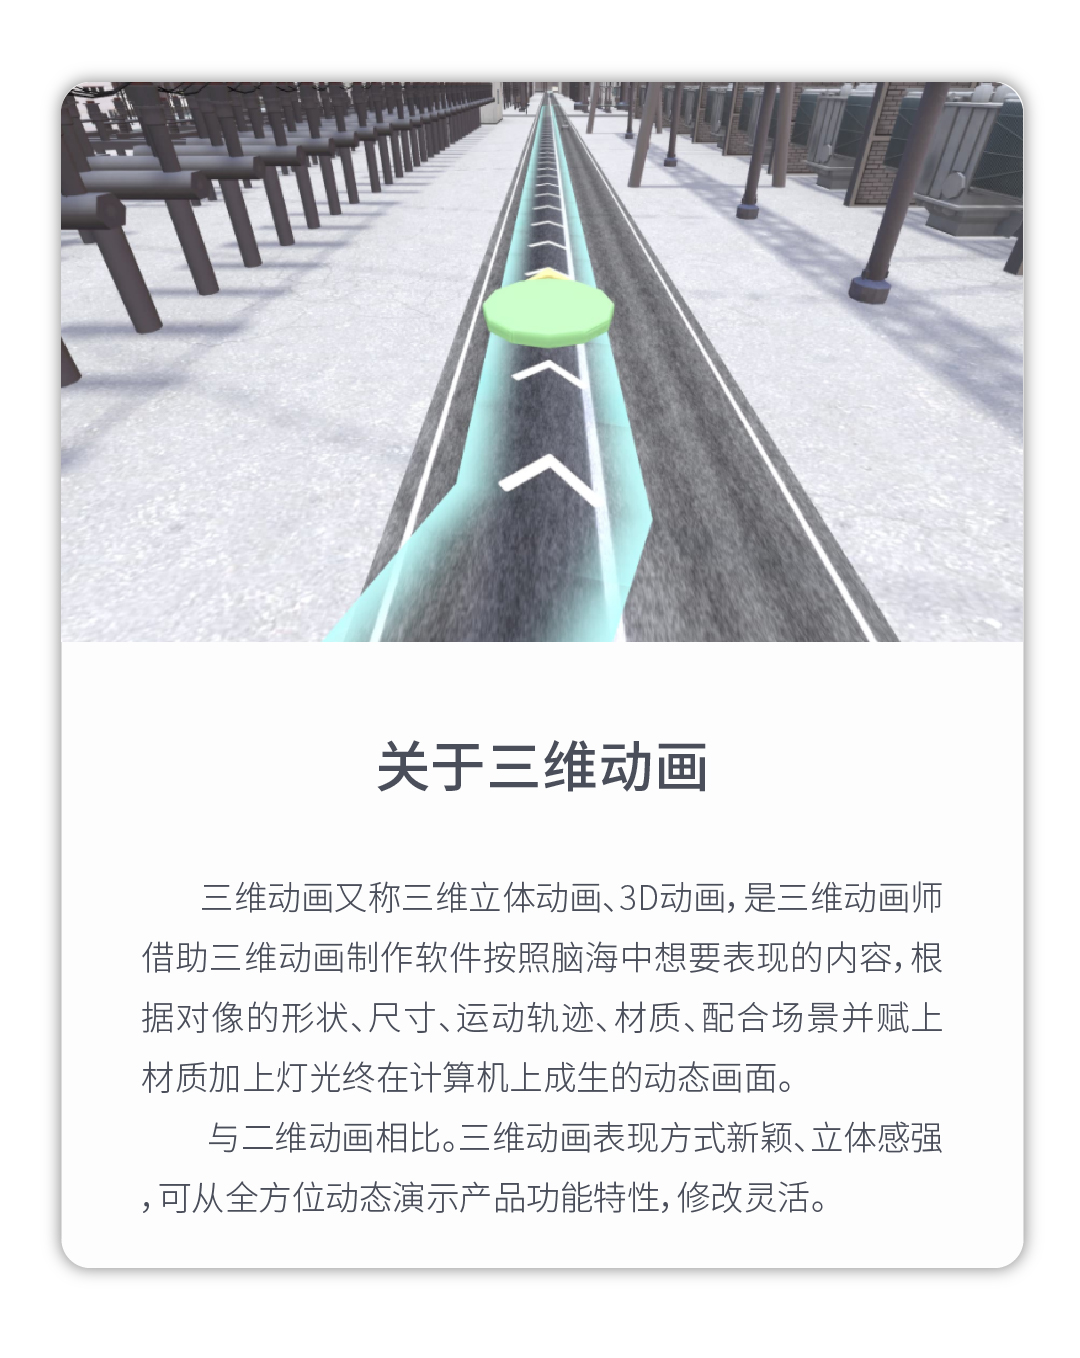 关于三维动画
三维动画又称三维立体动画、3D动画，是三维动画师
借助三维动画制作软件按照脑海中想要表现的内容，根
据对像的形状、尺寸、运动轨迹、材质、配合场景并赋上
材质加上灯光终在计算机上成生的动态画面。
与二维动画相比。三维动画表现方式新颖、立体感强
，可从全方位动态演示产品功能特性，修改灵活。